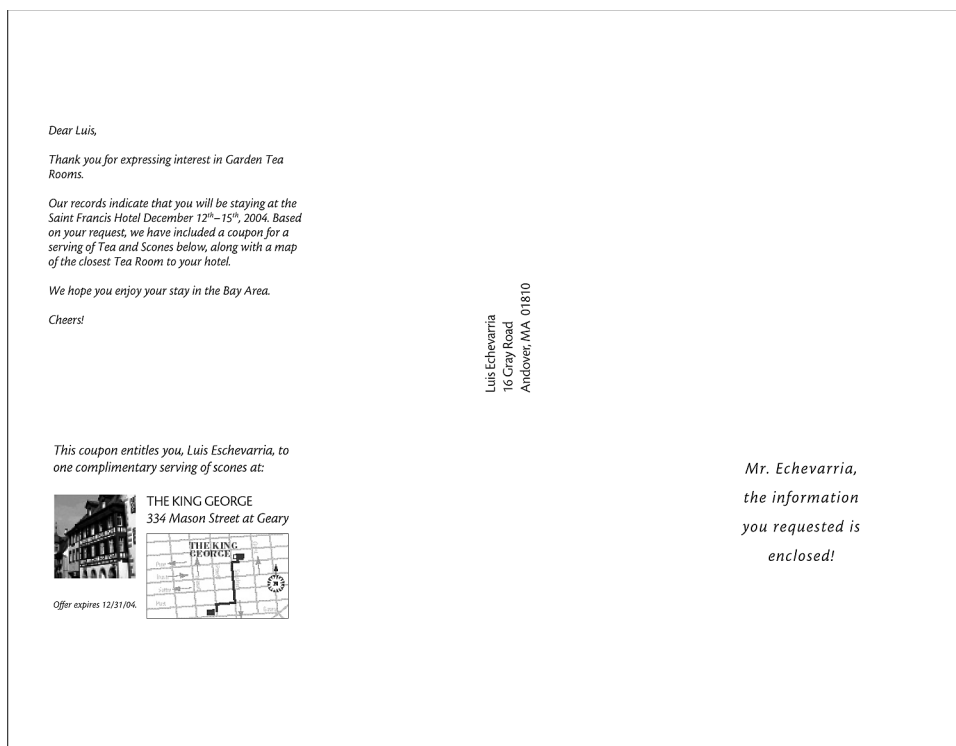 Dear Luis,
Thank you for expressing interest in Garden Tea
Rooms.
Our records indicate that you will be staying at the
Saint Francis Hotel December 12th–15th, 2004. Based
on your request, we have included a coupon for a
serving of Tea and Scones below, along with a map
of the closest Tea Room to your hotel.
We hope you enjoy your stay in the Bay Area.
Cheers!
This coupon entitles you, Luis Eschevarria, to
one complimentary serving of scones at:
THE KING GEORGE
334 Mason Street at Geary
THE KING
GEORGE
Post
Geary
Offer expires 12/31/04.
Luis Echevarria
16 Gray Road
Andover, MA 01810
Mr. Echevarria,
the information
you requested is
enclosed!